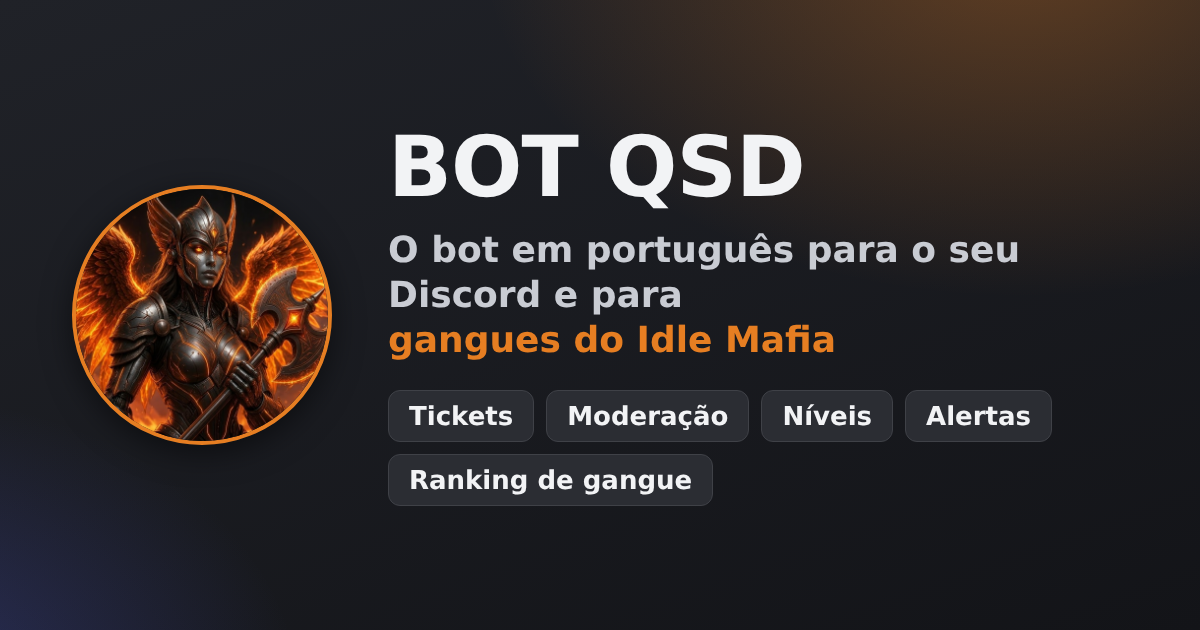 BOT QSD
O bot em português para o seu
Discord e para
gangues do Idle Mafia
Tickets
Moderação
Níveis
Alertas
Ranking de gangue